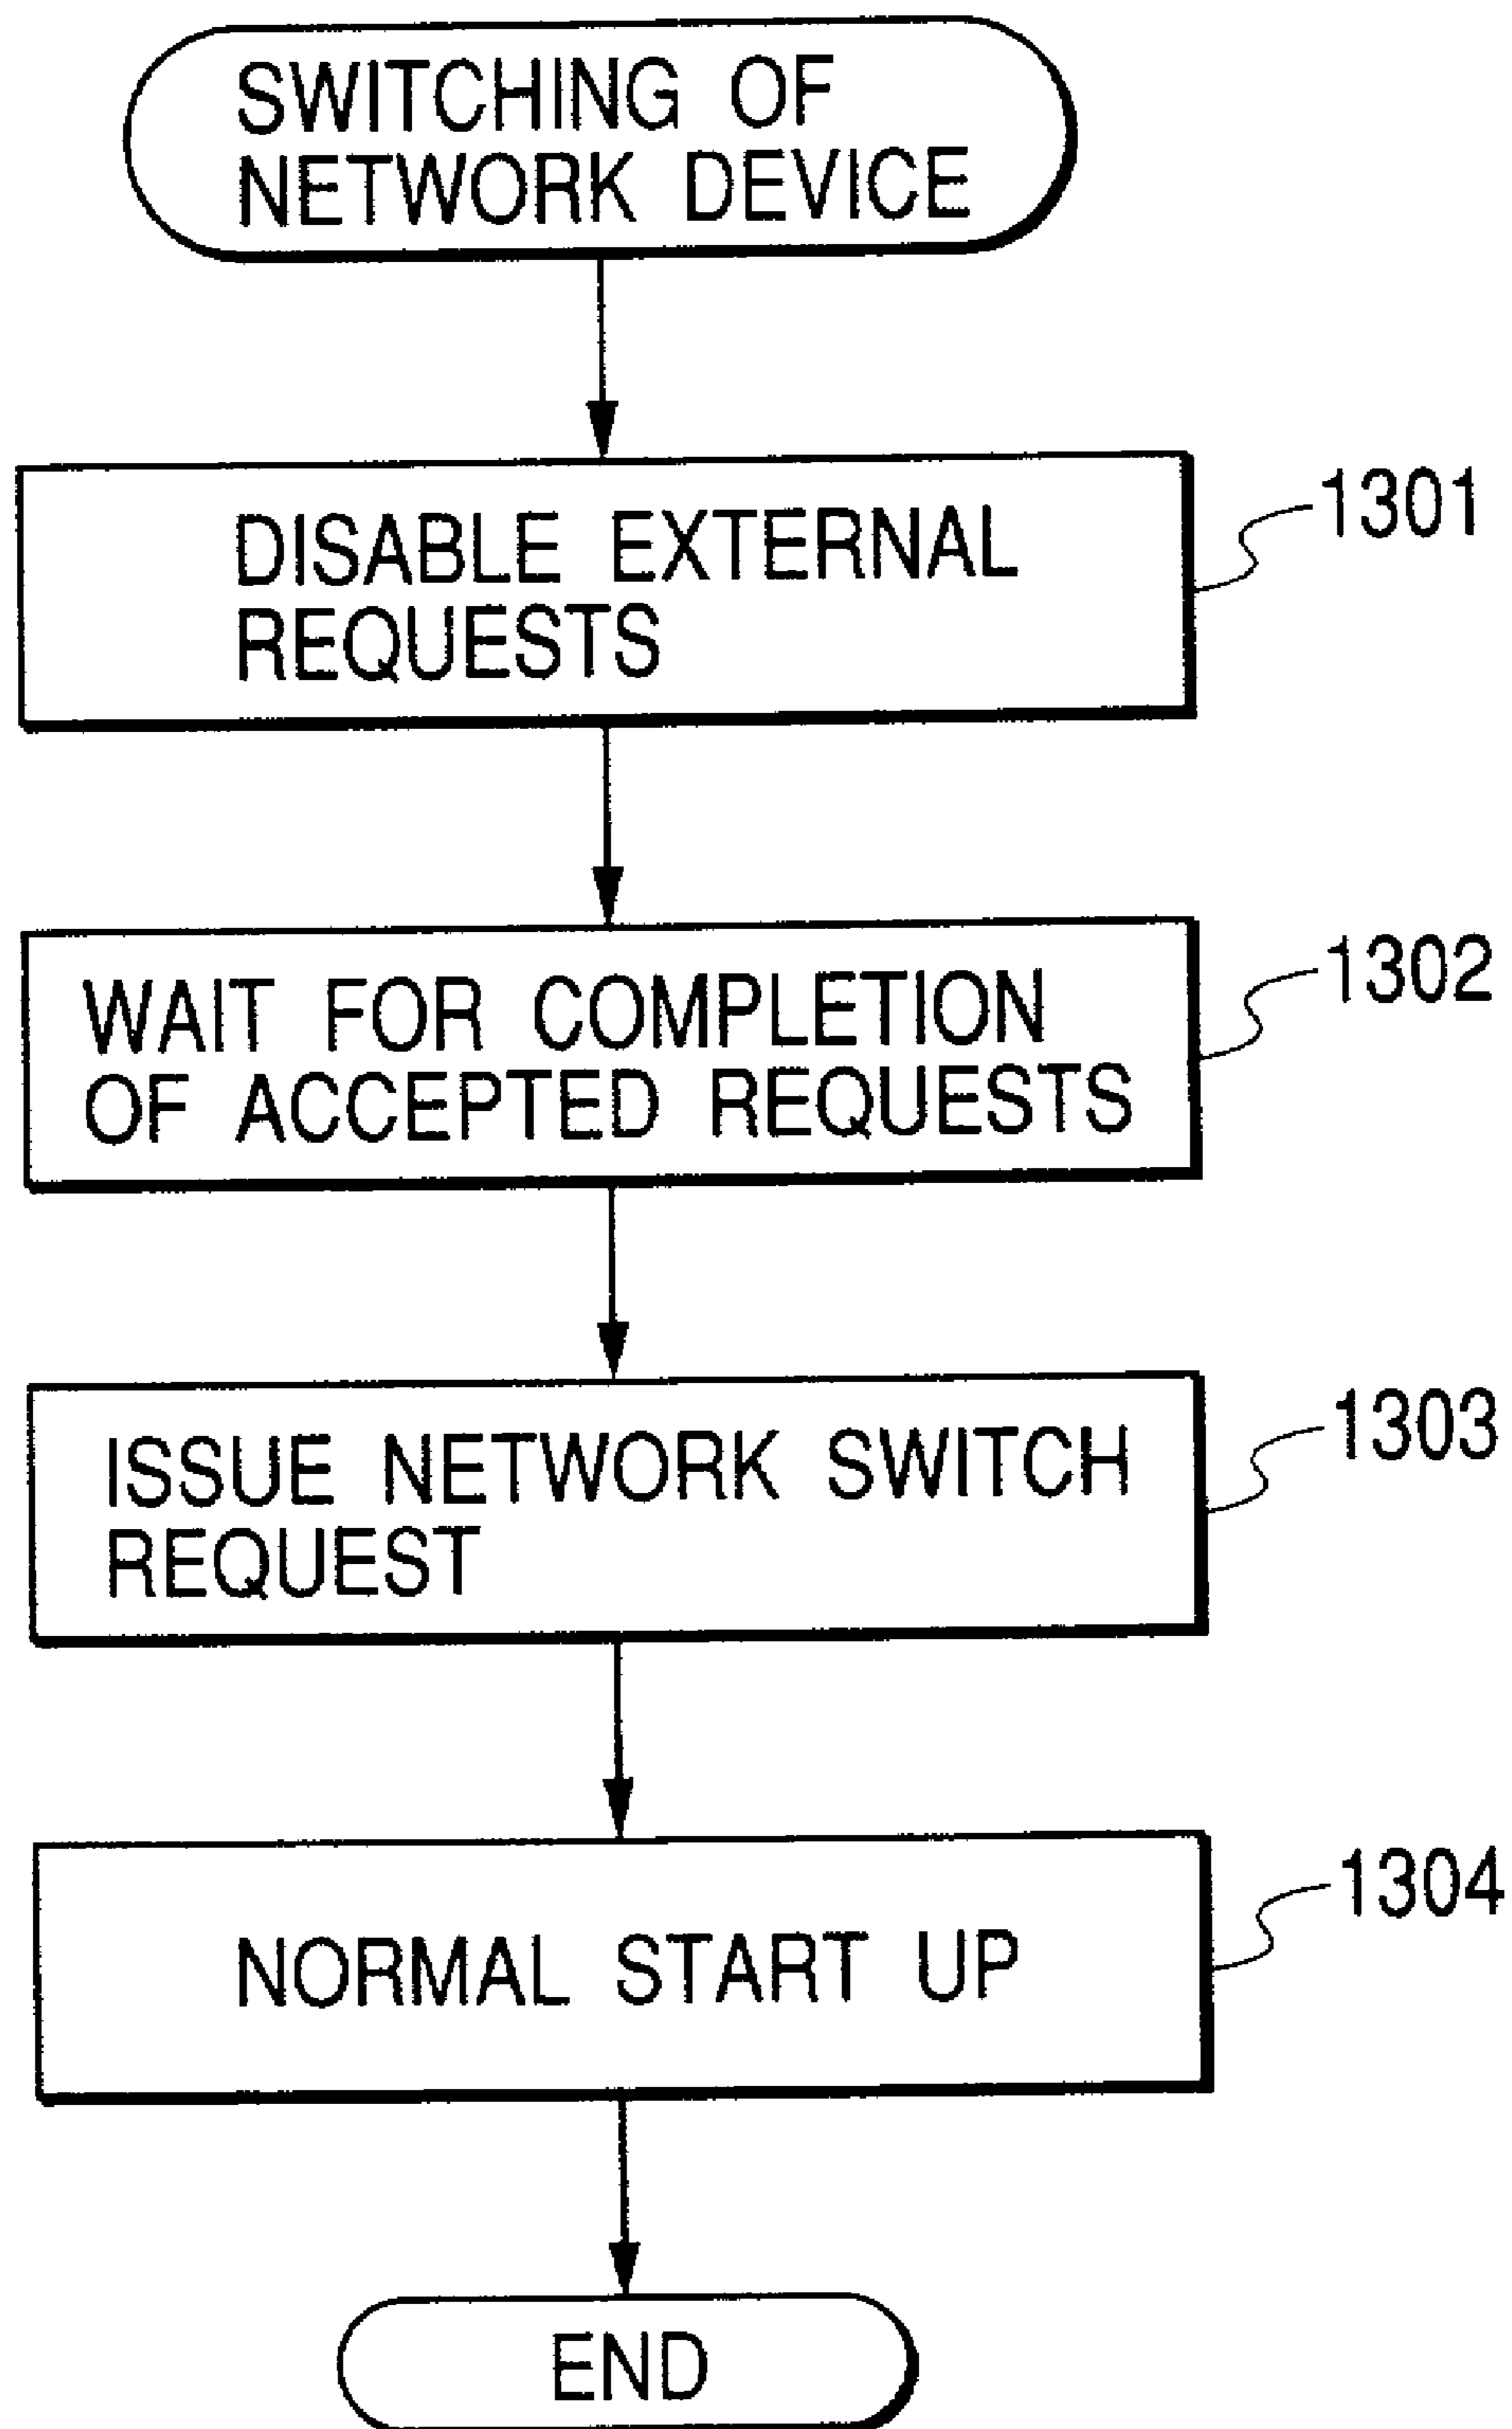 SWITCHING OF
NETWORK DEVICE
DISABLE EXTERNAL
REQUESTS
1301
WAIT FOR COMPLETION
OF ACCEPTED REQUESTS
1302
ISSUE NETWORK SWITCH
REQUEST
1303
NORMAL START UP
1304
END